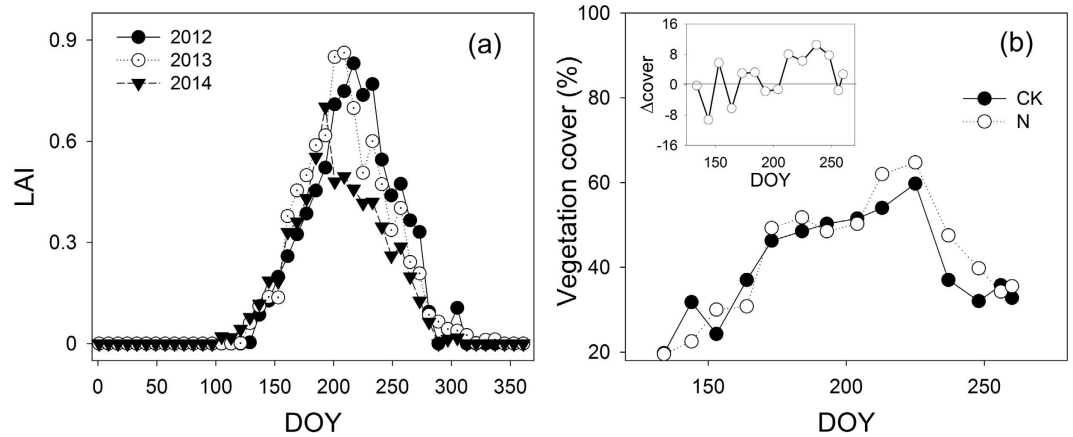 (a)
2012
2013
2014
LAI
0.9
0.6
0.3
0
0 50 100 150 200 250 300 350
DOY
(b)
CK
N
Vegetation cover (%)
100
80
60
40
20
150 200 250
DOY
Δcover
16
8
0
-8
-16
150 200 250
DOY